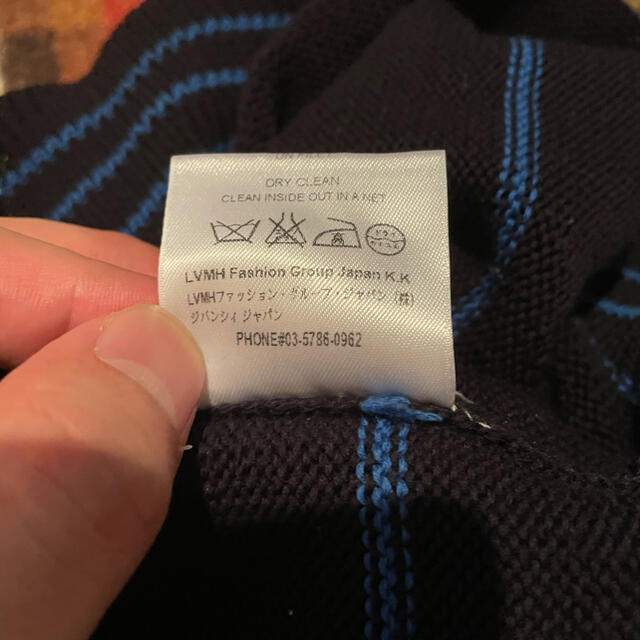 DRY CLEAN
CLEAN INSIDE OUT IN A NET
LVMH Fashion Group Japan K.K
LVMHファッション・グループ・ジャパン (株)
ジバンシィ ジャパン
PHONE#03-5786-0962